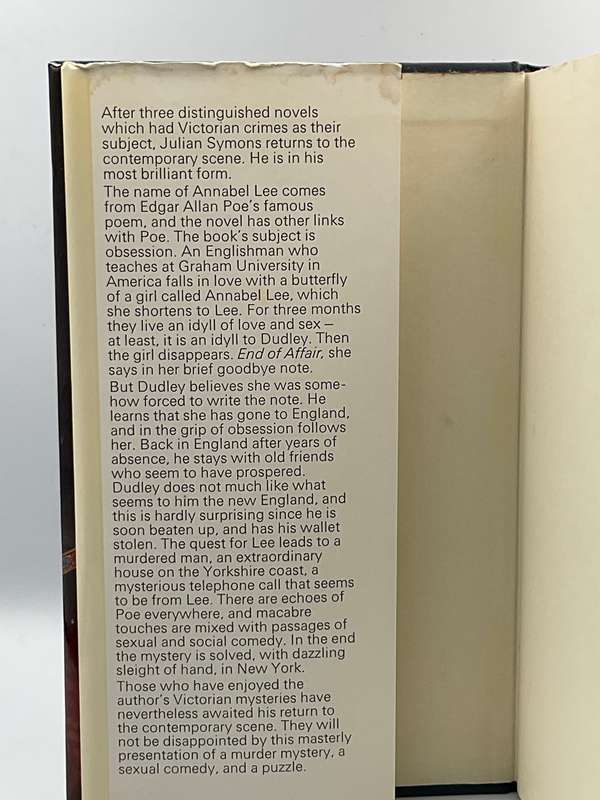 After three distinguished novels
which had Victorian crimes as their
subject, Julian Symons returns to the
contemporary scene. He is in his
most brilliant form.
The name of Annabel Lee comes
from Edgar Allan Poe's famous
poem, and the novel has other links
with Poe. The book's subject is
obsession. An Englishman who
teaches at Graham University in
America falls in love with a butterfly
of a girl called Annabel Lee, which
she shortens to Lee. For three months
they live an idyll of love and sex –
at least, it is an idyll to Dudley. Then
the girl disappears. End of Affair, she
says in her brief goodbye note.
But Dudley believes she was some-
how forced to write the note. He
learns that she has gone to England,
and in the grip of obsession follows
her. Back in England after years of
absence, he stays with old friends
who seem to have prospered.
Dudley does not much like what
seems to him the new England, and
this is hardly surprising since he is
soon beaten up, and has his wallet
stolen. The quest for Lee leads to a
murdered man, an extraordinary
house on the Yorkshire coast, a
mysterious telephone call that seems
to be from Lee. There are echoes of
Poe everywhere, and macabre
touches are mixed with passages of
sexual and social comedy. In the end
the mystery is solved, with dazzling
sleight of hand, in New York.
Those who have enjoyed the
author's Victorian mysteries have
nevertheless awaited his return to
the contemporary scene. They will
not be disappointed by this masterly
presentation of a murder mystery, a
sexual comedy, and a puzzle.